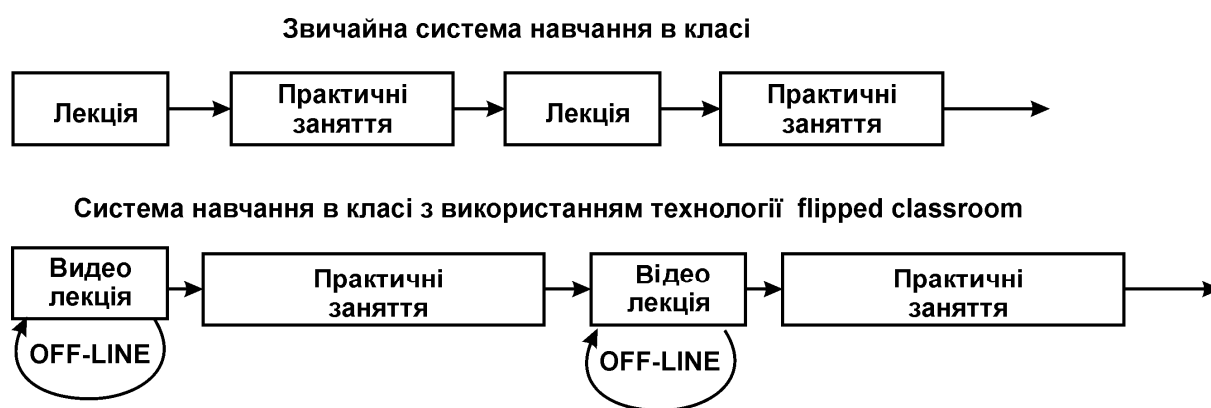 Звичайна система навчання в класі
Лекція
Практичні
заняття
Лекція
Практичні
заняття
Система навчання в класі з використанням технології flipped classroom
Видео
лекція
Практичні
заняття
Відео
лекція
Практичні
заняття
OFF-LINE
OFF-LINE